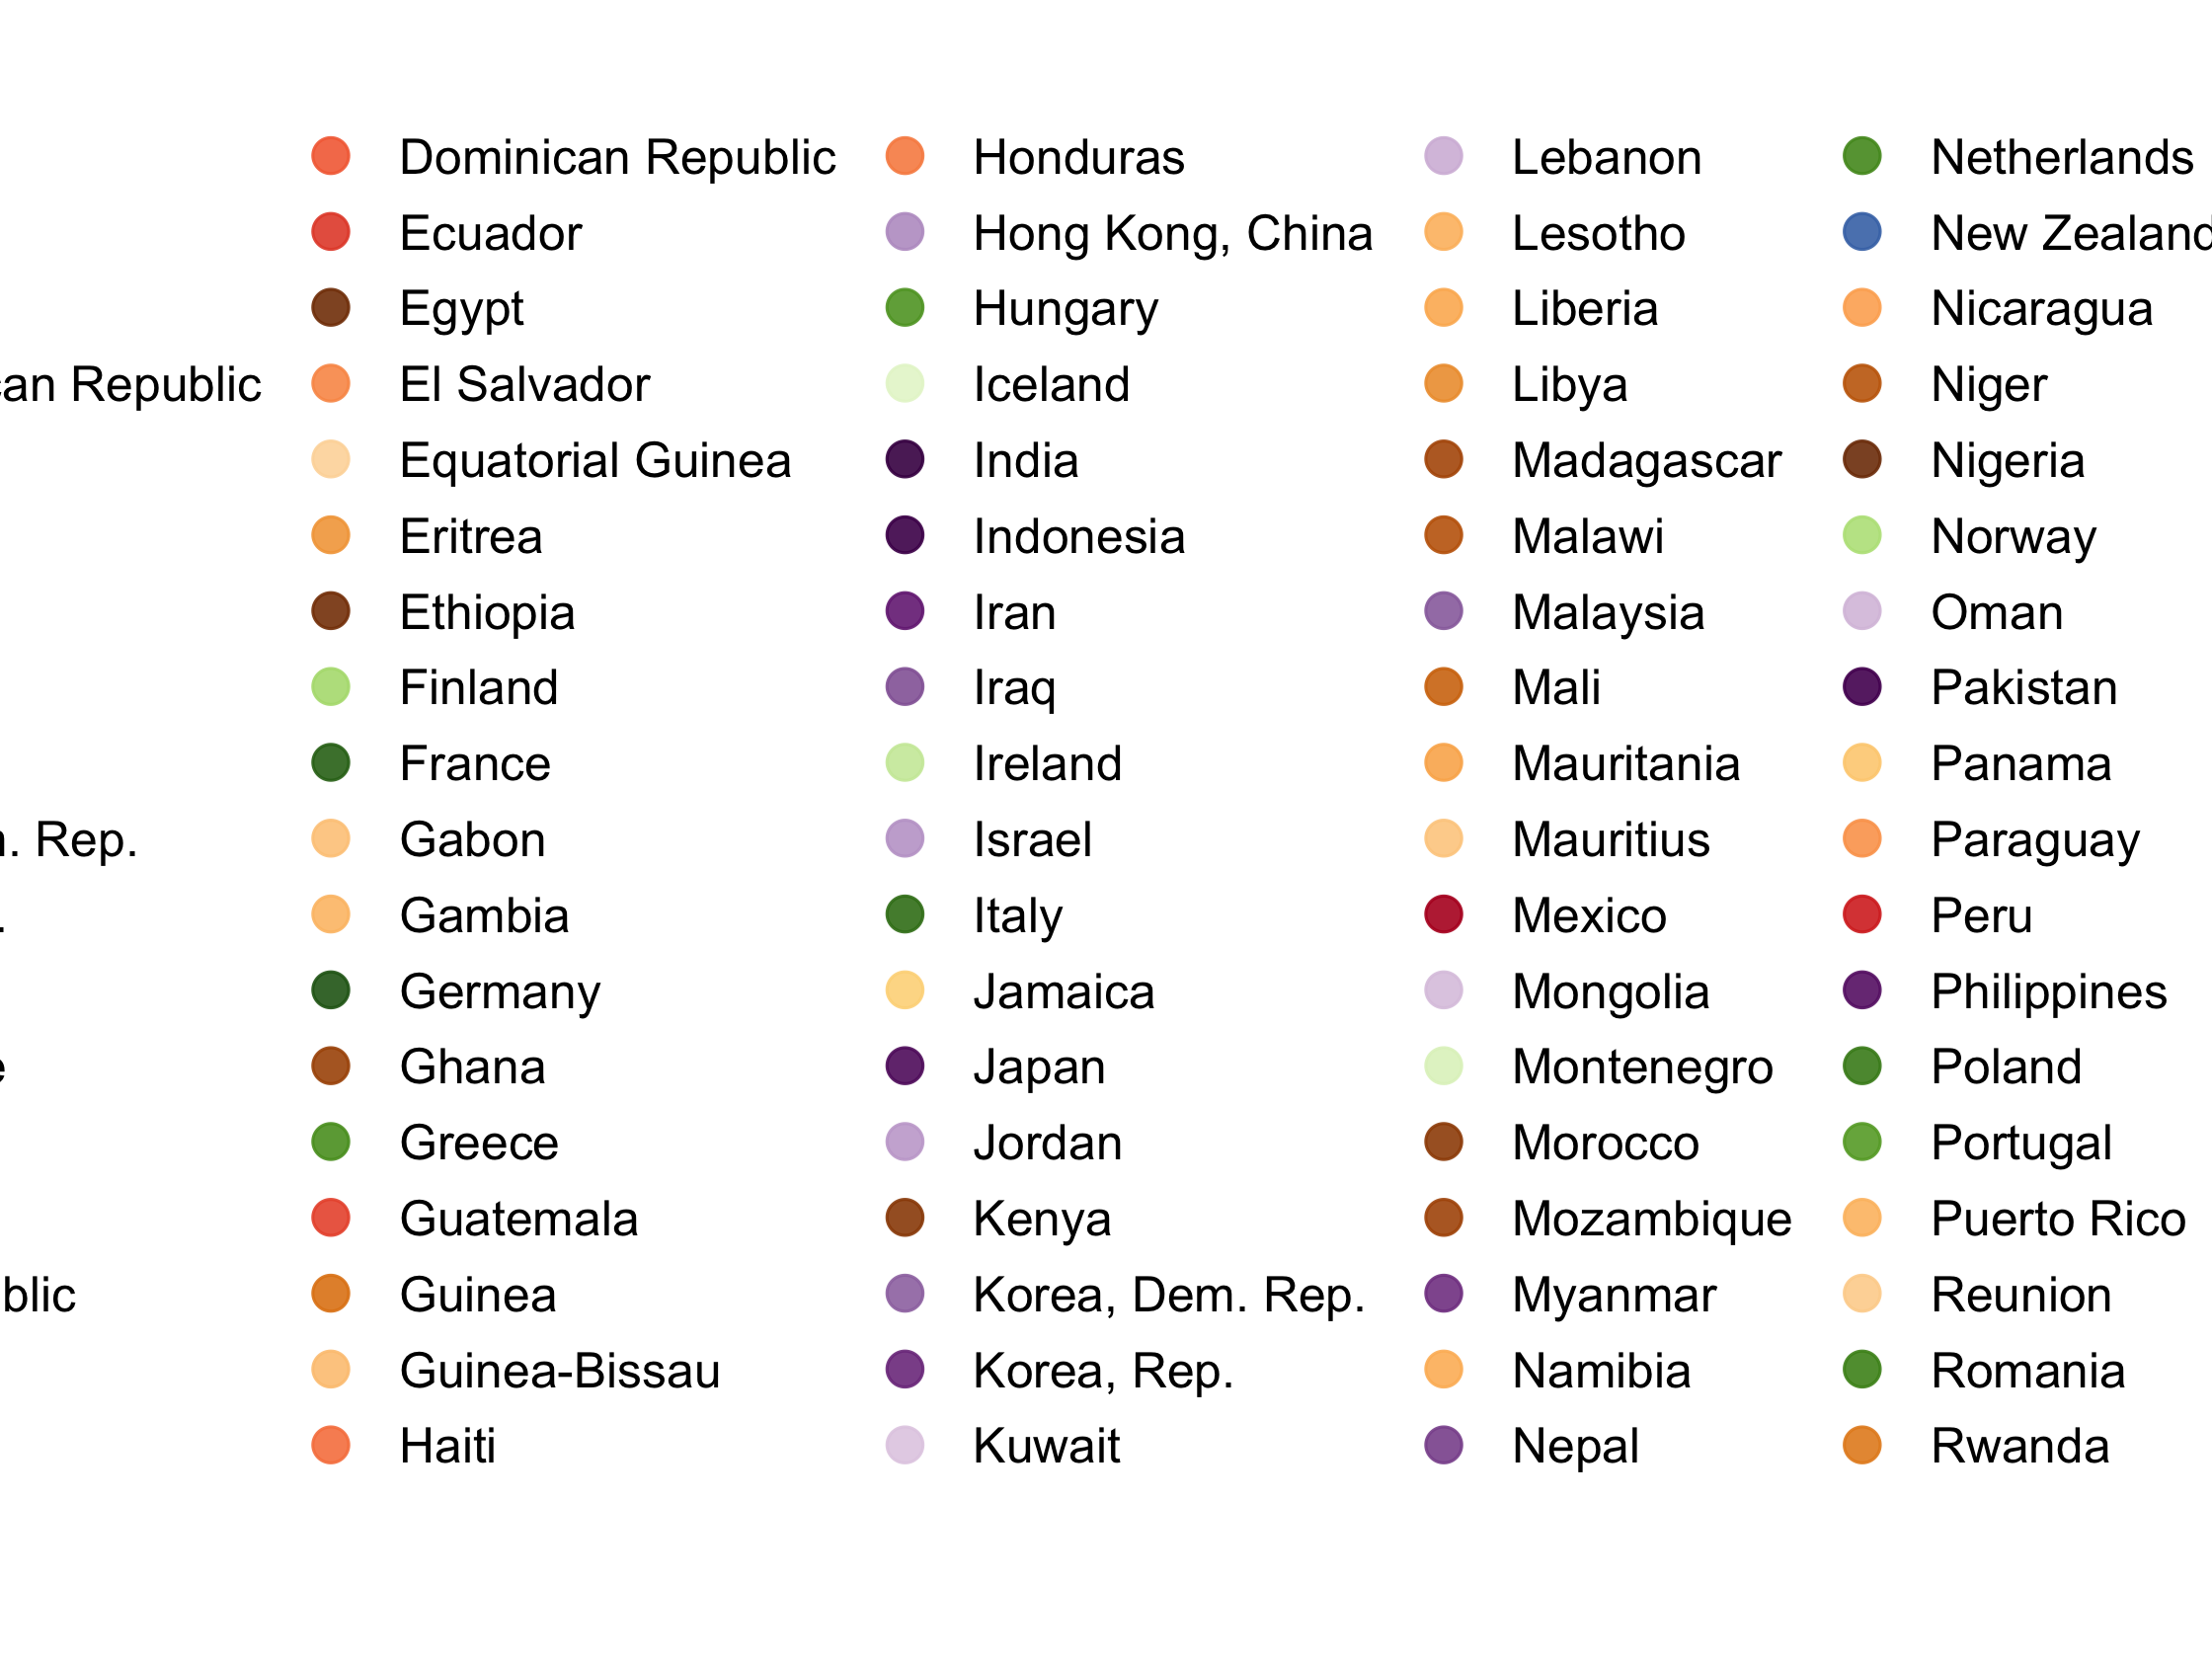 can Republic
. Rep.
.
e
blic
Dominican Republic
Ecuador
Egypt
El Salvador
Equatorial Guinea
Eritrea
Ethiopia
Finland
France
Gabon
Gambia
Germany
Ghana
Greece
Guatemala
Guinea
Guinea-Bissau
Haiti
Honduras
Hong Kong, China
Hungary
Iceland
India
Indonesia
Iran
Iraq
Ireland
Israel
Italy
Jamaica
Japan
Jordan
Kenya
Korea, Dem. Rep.
Korea, Rep.
Kuwait
Lebanon
Lesotho
Liberia
Libya
Madagascar
Malawi
Malaysia
Mali
Mauritania
Mauritius
Mexico
Mongolia
Montenegro
Morocco
Mozambique
Myanmar
Namibia
Nepal
Netherlands
New Zealand
Nicaragua
Niger
Nigeria
Norway
Oman
Pakistan
Panama
Paraguay
Peru
Philippines
Poland
Portugal
Puerto Rico
Reunion
Romania
Rwanda